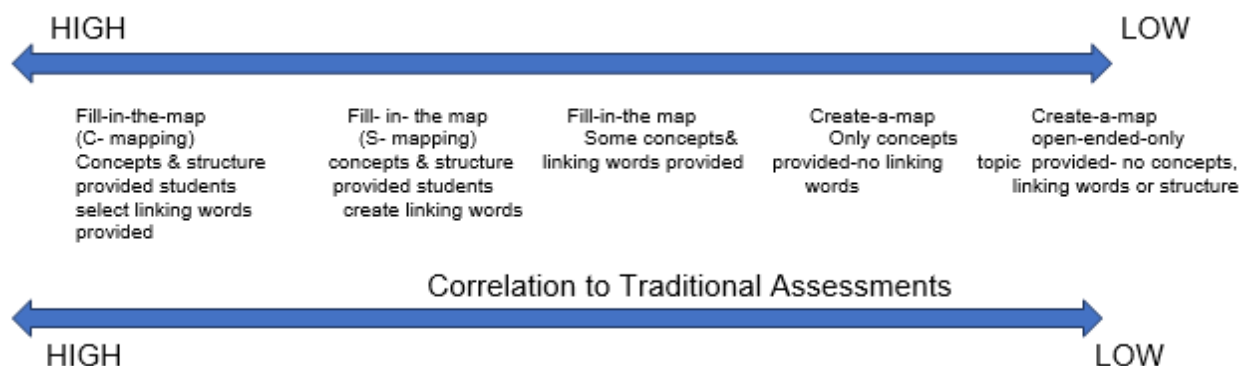 HIGH
LOW
Fill-in-the-map
(C- mapping)
Concepts & structure
provided students
select linking words
provided
Fill- in- the map
(S- mapping)
concepts & structure
provided students
create linking words
Fill-in-the map
Some concepts&
linking words provided
Create-a-map
Only concepts
provided-no linking
words
Create-a-map
open-ended-only
topic provided- no concepts,
linking words or structure
Correlation to Traditional Assessments
HIGH
LOW